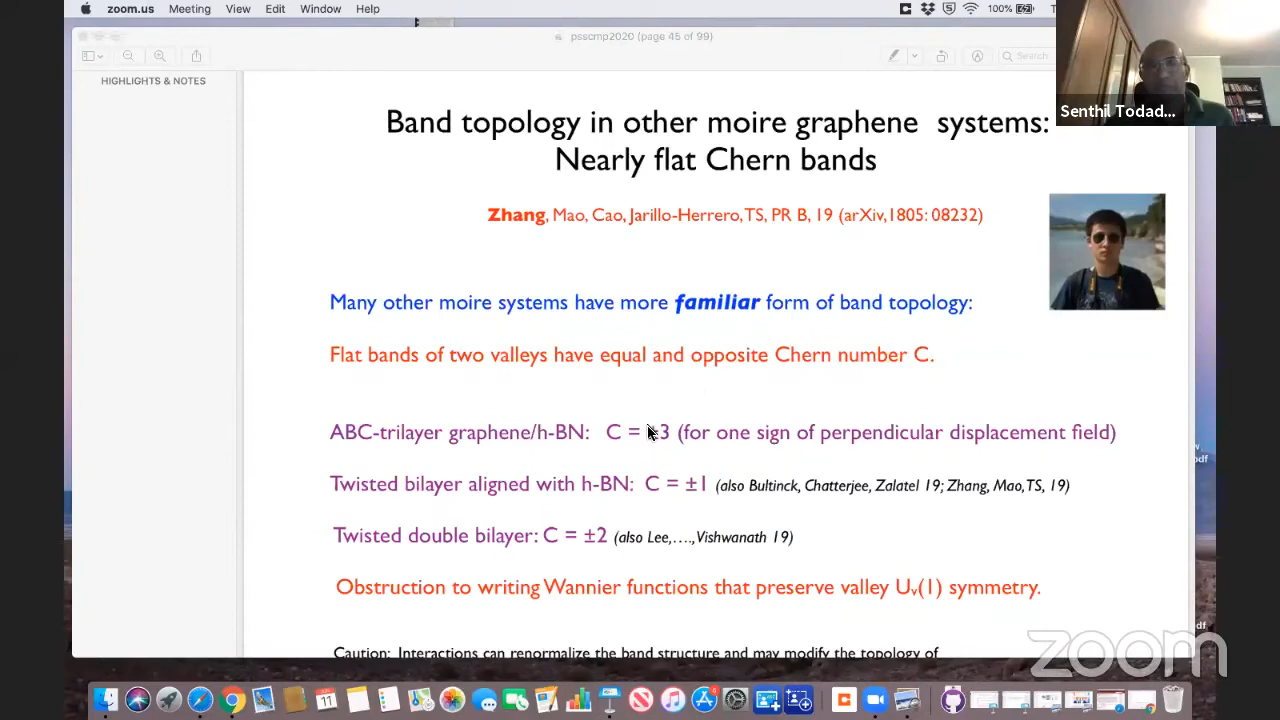 zoom.us Meeting View Edit Window Help 100%
psscmp2020 (page 45 of 99)
Search
HIGHLIGHTS & NOTES
Senthil Todad...
Band topology in other moire graphene systems:
Nearly flat Chern bands
Zhang, Mao, Cao, Jarillo-Herrero, TS, PR B, 19 (arXiv,1805: 08232)
Many other moire systems have more familiar form of band topology:
Flat bands of two valleys have equal and opposite Chern number C.
ABC-trilayer graphene/h-BN: C = ±3 (for one sign of perpendicular displacement field)
Twisted bilayer aligned with h-BN: C = ±1 (also Bultinck, Chatterjee, Zalatel 19; Zhang, Mao, TS, 19)
Twisted double bilayer: C = ±2 (also Lee,....,Vishwanath 19)
Obstruction to writing Wannier functions that preserve valley Uᵥ(1) symmetry.
Caution: Interactions can renormalize the band structure and may modify the topology of
zoom